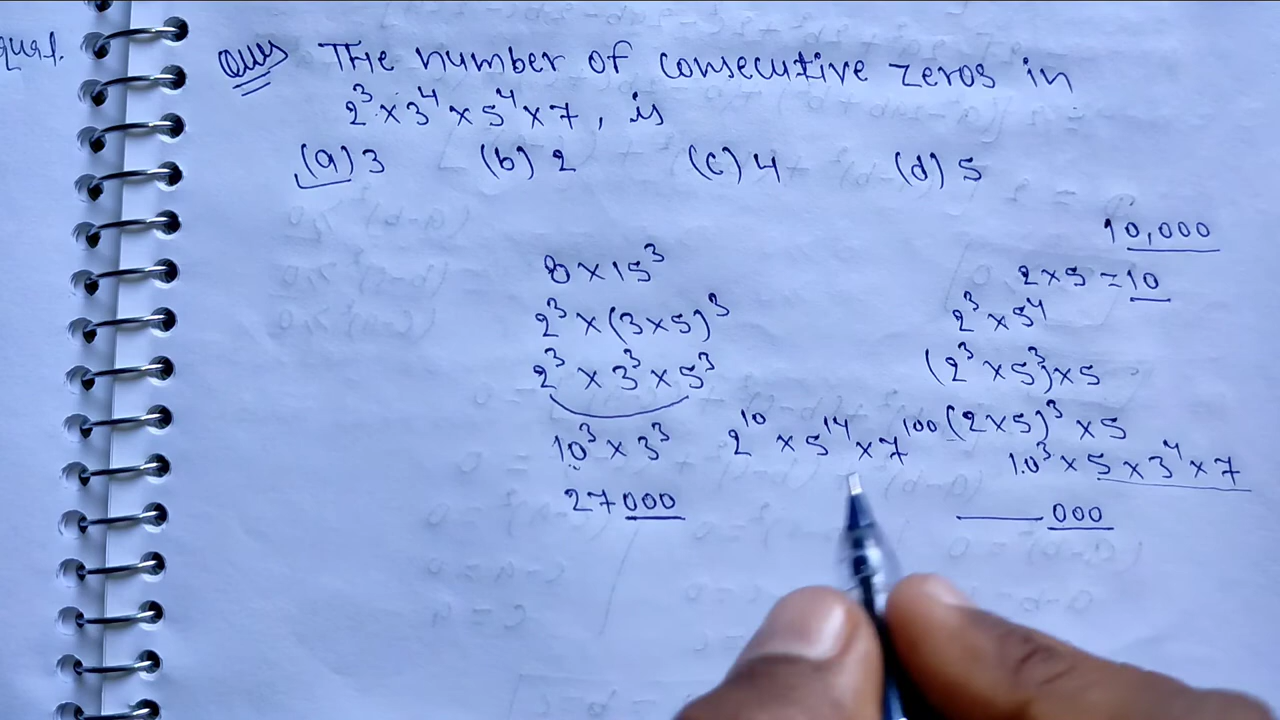 Ques The number of consecutive zeros in
2³ × 3⁴ × 5⁴ × 7, is
(a) 3 (b) 2 (c) 4 (d) 5
8 × 15³
2³ × (3 × 5)³
2³ × 3³ × 5³
10³ × 3³
27000
2¹⁰ × 5¹⁴ × 7¹⁰⁰
10,000
2 × 5 = 10
2³ × 5⁴
(2³ × 5³) × 5
(2 × 5)³ × 5
10³ × 5 × 3⁴ × 7
000